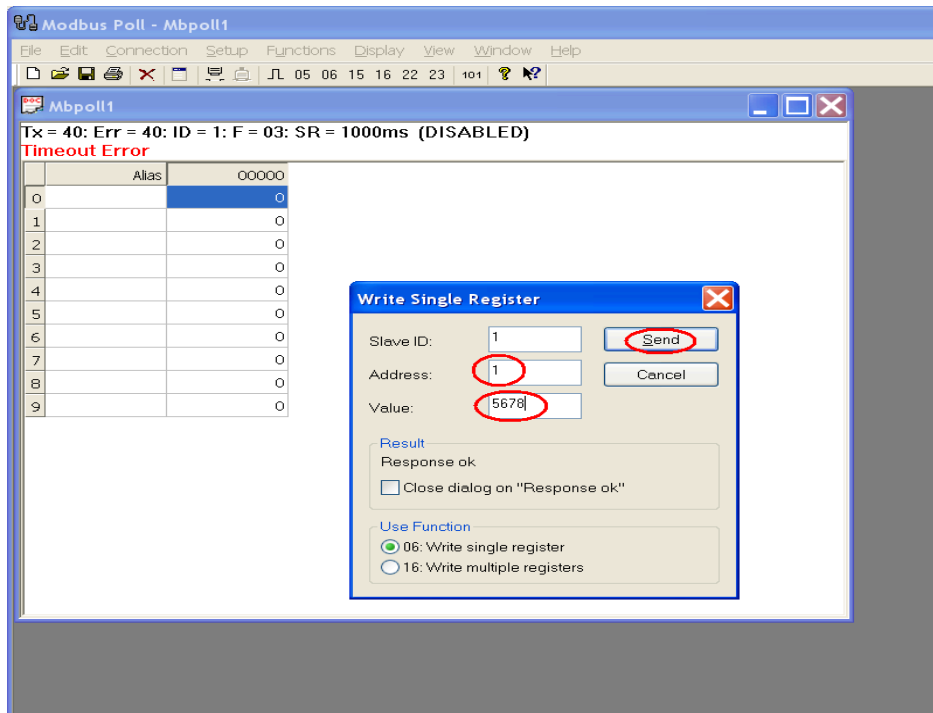 Modbus Poll - Mbpoll1
File Edit Connection Setup Functions Display View Window Help
05 06 15 16 22 23 101
Mbpoll1
Tx = 40: Err = 40: ID = 1: F = 03: SR = 1000ms (DISABLED)
Timeout Error
Alias 00000
0 0
1 0
2 0
3 0
4 0
5 0
6 0
7 0
8 0
9 0
Write Single Register
Slave ID: 1 Send
Address: 1 Cancel
Value: 5678
Result
Response ok
Close dialog on "Response ok"
Use Function
06: Write single register
16: Write multiple registers